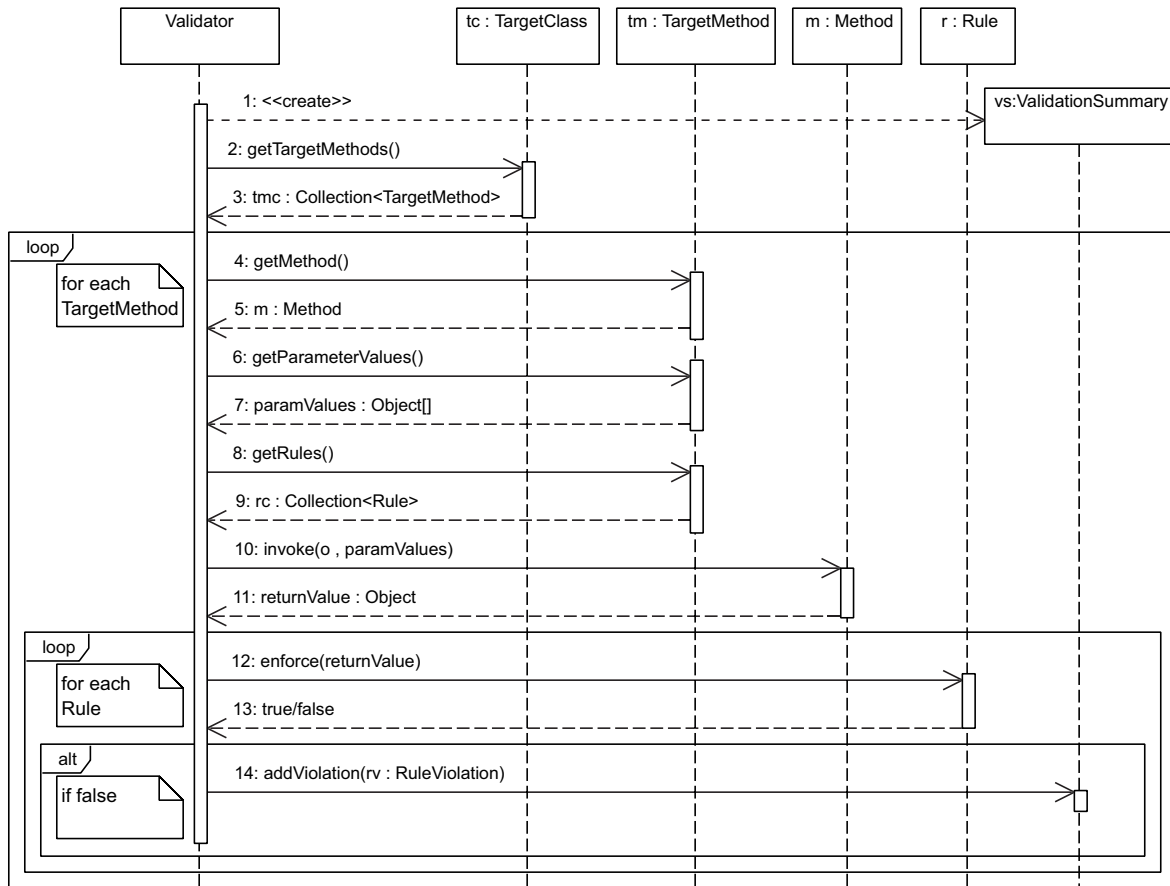 Validator
tc : TargetClass
tm : TargetMethod
m : Method
r : Rule
vs:ValidationSummary
1: <<create>>
2: getTargetMethods()
3: tmc : Collection<TargetMethod>
loop
for each
TargetMethod
4: getMethod()
5: m : Method
6: getParameterValues()
7: paramValues : Object[]
8: getRules()
9: rc : Collection<Rule>
10: invoke(o , paramValues)
11: returnValue : Object
loop
for each
Rule
12: enforce(returnValue)
13: true/false
alt
if false
14: addViolation(rv : RuleViolation)